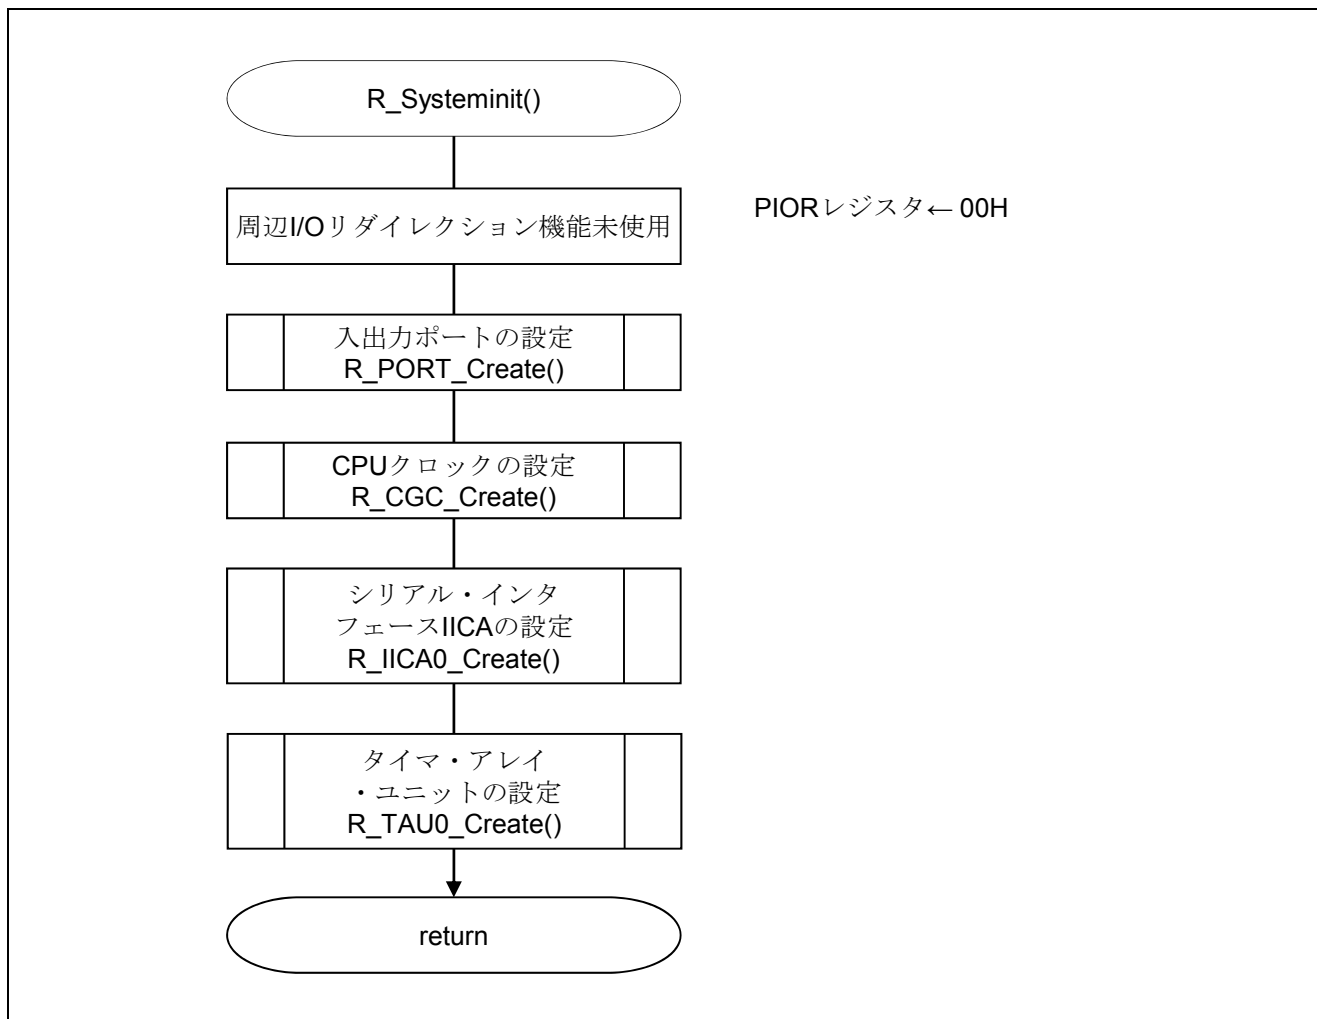 R_Systeminit()
周辺I/Oリダイレクション機能未使用
PIORレジスタ← 00H
入出力ポートの設定
R_PORT_Create()
CPUクロックの設定
R_CGC_Create()
シリアル・インタ
フェースIICAの設定
R_IICA0_Create()
タイマ・アレイ
・ユニットの設定
R_TAU0_Create()
return